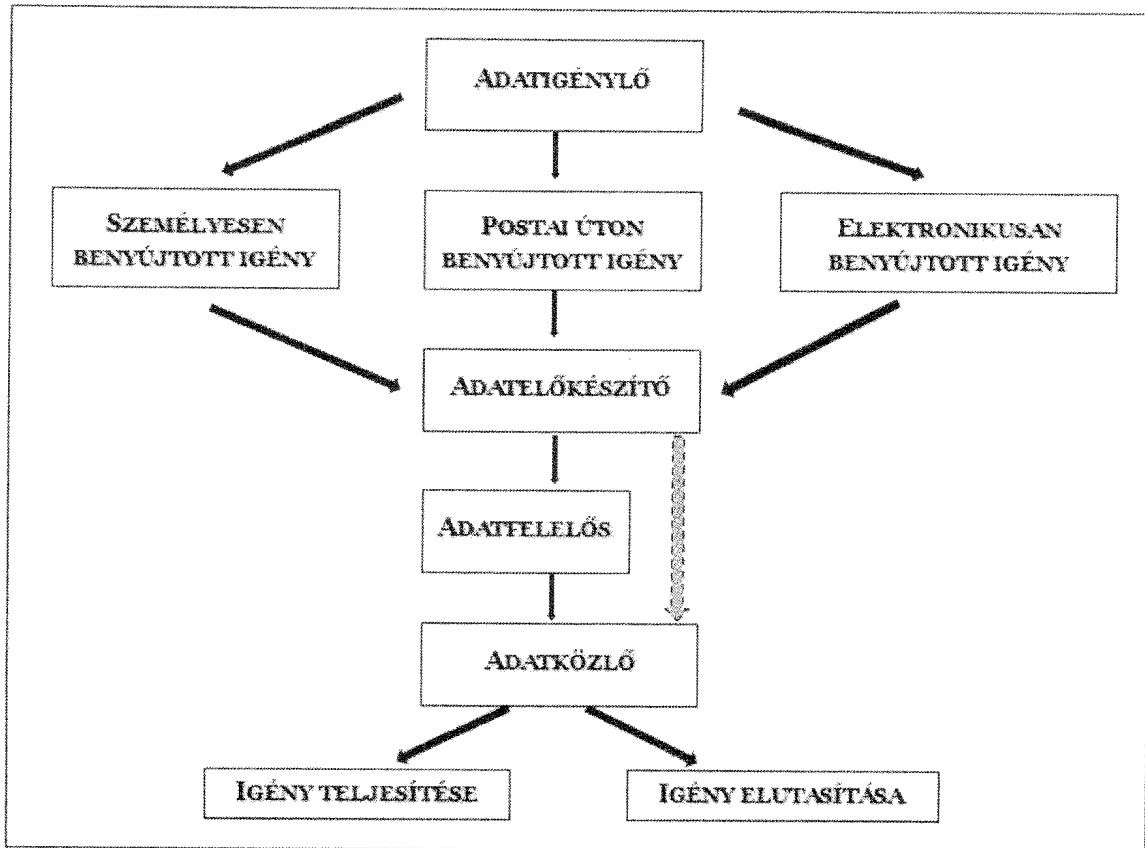 ADATIGÉNYLŐ
SZEMÉLYESEN
BENYÚJTOTT IGÉNY
POSTAI ÚTON
BENYÚJTOTT IGÉNY
ELEKTRONIKUSAN
BENYÚJTOTT IGÉNY
ADATELŐKÉSZÍTŐ
ADATFELELŐS
ADATKÖZLŐ
IGÉNY TELJESÍTÉSE
IGÉNY ELUTASÍTÁSA